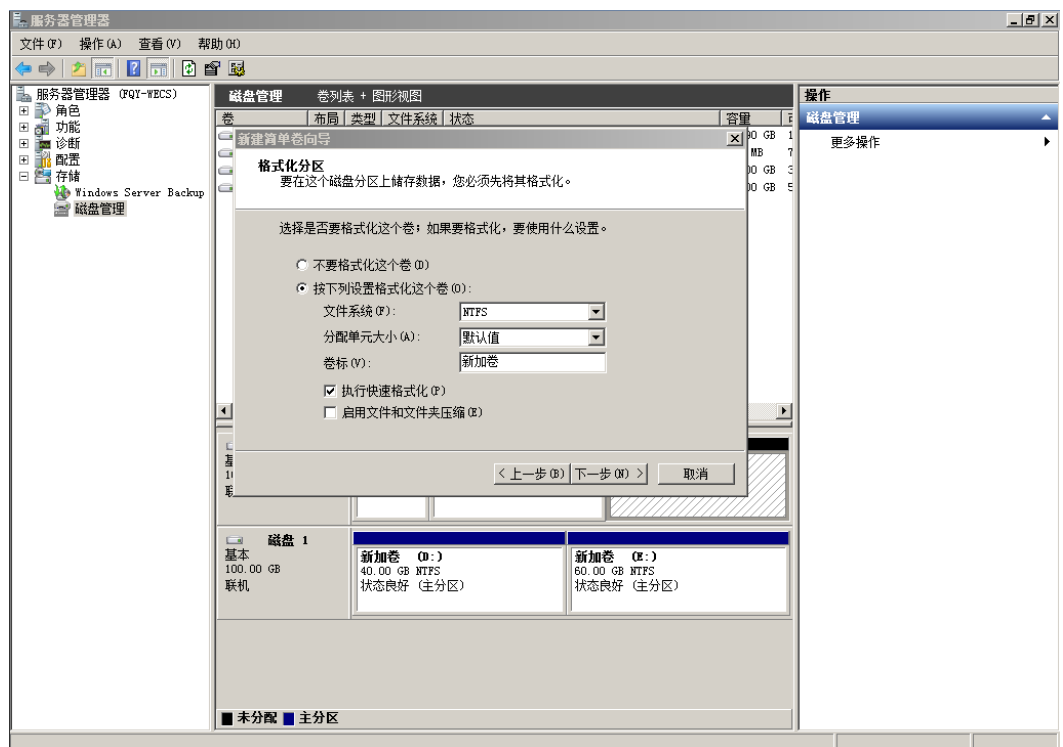 服务器管理器
文件(F) 操作(A) 查看(V) 帮助(H)
服务器管理器 (FQY-WECS)
角色
功能
诊断
配置
存储
Windows Server Backup
磁盘管理
磁盘管理 卷列表 + 图形视图
卷 布局 类型 文件系统 状态 容量
新建简单卷向导
格式化分区
要在这个磁盘分区上储存数据，您必须先将其格式化。
选择是否要格式化这个卷；如果要格式化，要使用什么设置。
不要格式化这个卷(D)
按下列设置格式化这个卷(O):
文件系统(F): NTFS
分配单元大小(A): 默认值
卷标(V): 新加卷
执行快速格式化(P)
启用文件和文件夹压缩(E)
< 上一步(B) 下一步(N) > 取消
磁盘 1
基本
100.00 GB
联机
新加卷 (D:)
40.00 GB NTFS
状态良好 (主分区)
新加卷 (E:)
60.00 GB NTFS
状态良好 (主分区)
未分配 主分区
操作
磁盘管理
更多操作